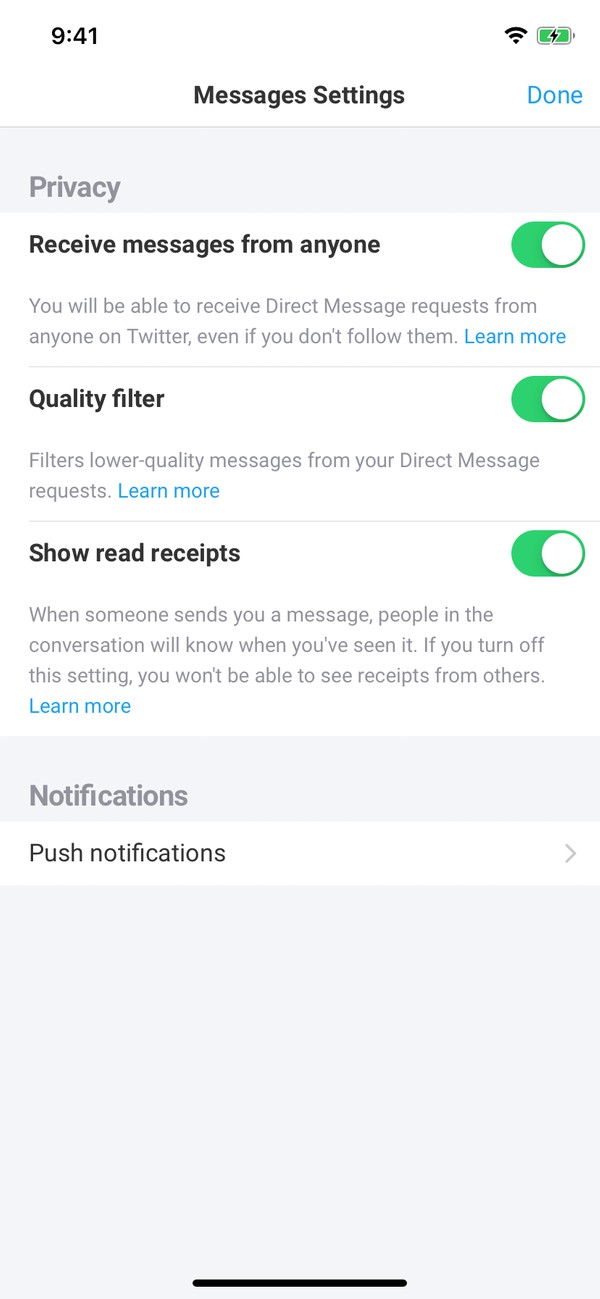 9:41
Messages Settings
Done
Privacy
Receive messages from anyone
You will be able to receive Direct Message requests from
anyone on Twitter, even if you don't follow them. Learn more
Quality filter
Filters lower-quality messages from your Direct Message
requests. Learn more
Show read receipts
When someone sends you a message, people in the
conversation will know when you've seen it. If you turn off
this setting, you won't be able to see receipts from others.
Learn more
Notifications
Push notifications